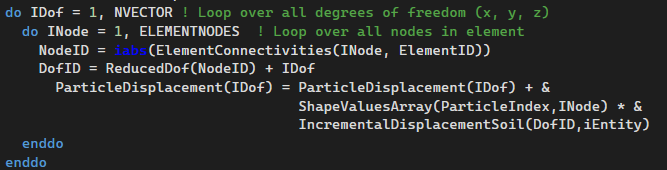 do IDof = 1, NVECTOR ! Loop over all degrees of freedom (x, y, z)
do INode = 1, ELEMENTNODES ! Loop over all nodes in element
NodeID = iabs(ElementConnectivities(INode, ElementID))
DofID = ReducedDof(NodeID) + IDof
ParticleDisplacement(IDof) = ParticleDisplacement(IDof) + &
ShapeValuesArray(ParticleIndex,INode) * &
IncrementalDisplacementSoil(DofID,iEntity)
enddo
enddo